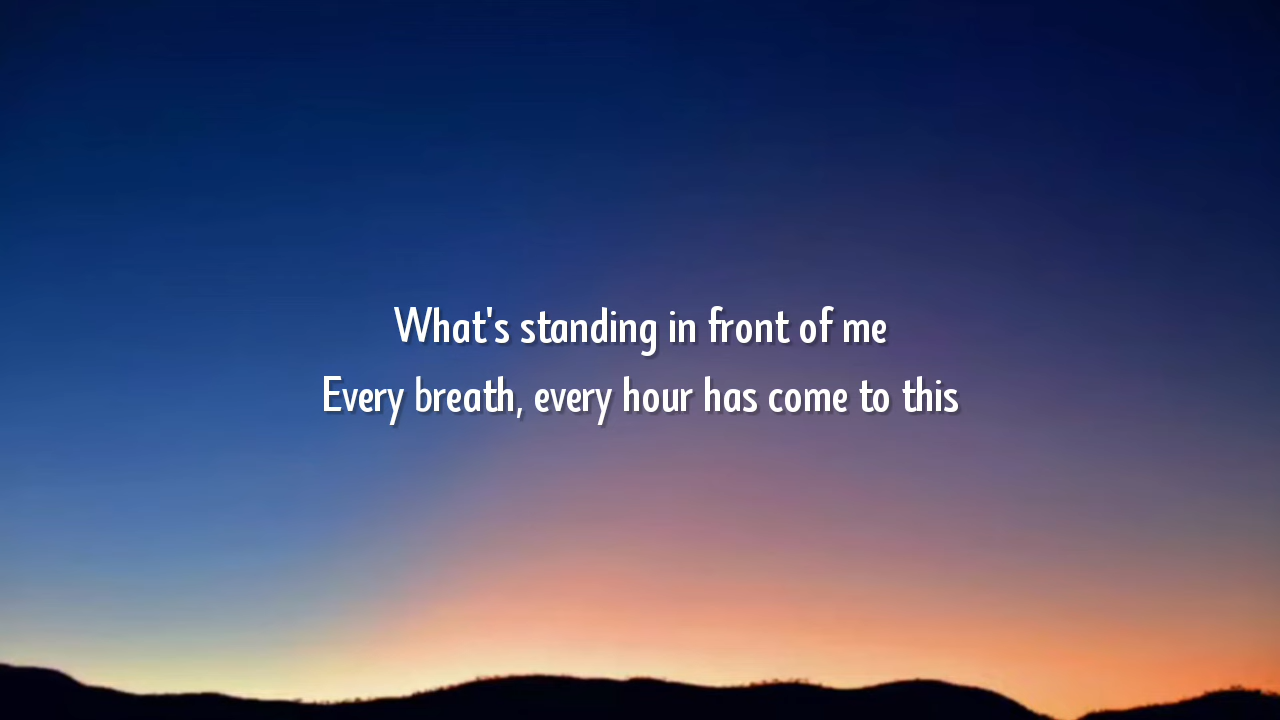 What's standing in front of me
Every breath, every hour has come to this